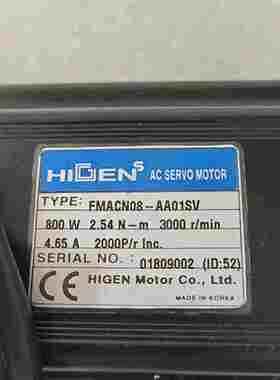 HIGEN S AC SERVO MOTOR
TYPE: FMACN08-AA01SV
800 W 2.54 N-m 3000 r/min
4.65 A 2000P/r Inc.
SERIAL NO.: 01809002 (ID:52)
CE HIGEN Motor Co., Ltd.
MADE IN KOREA